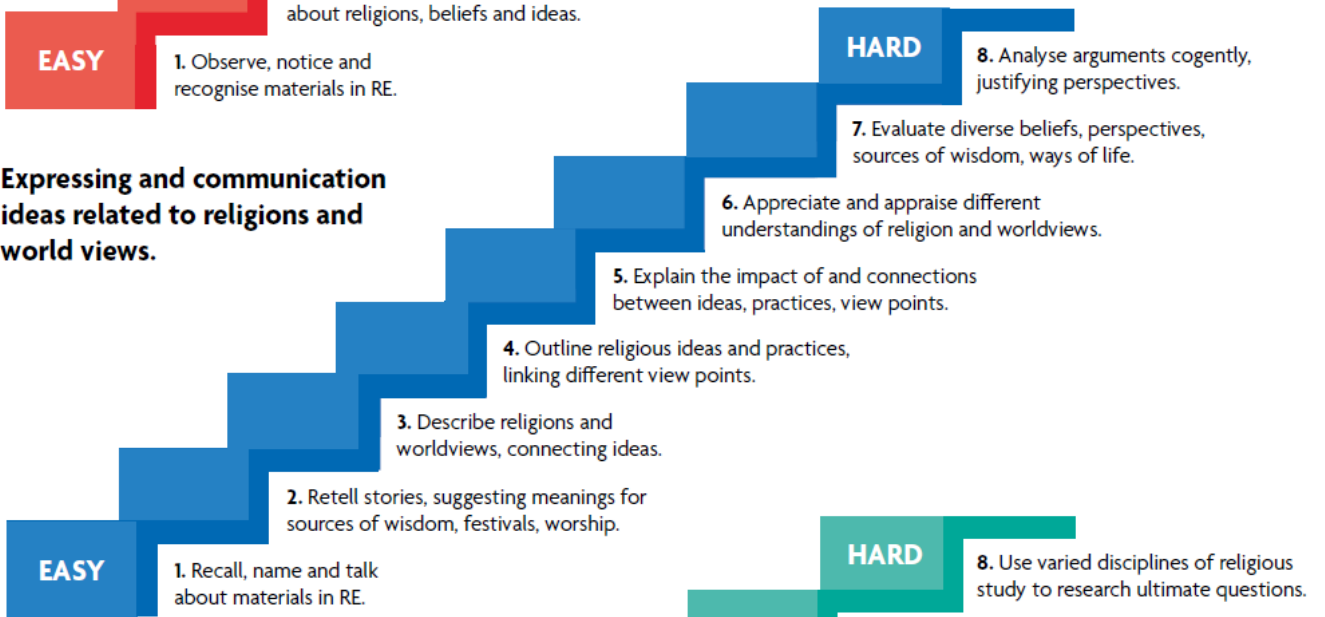 about religions, beliefs and ideas.
EASY
1. Observe, notice and
recognise materials in RE.
Expressing and communication
ideas related to religions and
world views.
HARD
8. Analyse arguments cogently,
justifying perspectives.
7. Evaluate diverse beliefs, perspectives,
sources of wisdom, ways of life.
6. Appreciate and appraise different
understandings of religion and worldviews.
5. Explain the impact of and connections
between ideas, practices, view points.
4. Outline religious ideas and practices,
linking different view points.
3. Describe religions and
worldviews, connecting ideas.
2. Retell stories, suggesting meanings for
sources of wisdom, festivals, worship.
EASY
1. Recall, name and talk
about materials in RE.
HARD
8. Use varied disciplines of religious
study to research ultimate questions.